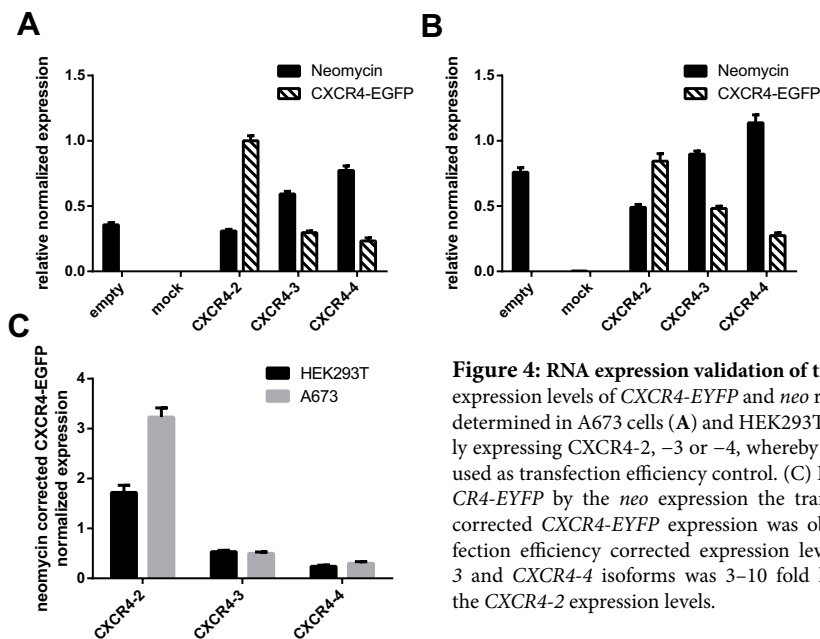 A
relative normalized expression
1.5
1.0
0.5
0.0
Neomycin
CXCR4-EGFP
empty
mock
CXCR4-2
CXCR4-3
CXCR4-4
B
relative normalized expression
1.5
1.0
0.5
0.0
Neomycin
CXCR4-EGFP
empty
mock
CXCR4-2
CXCR4-3
CXCR4-4
C
neomycin corrected CXCR4-EGFP
normalized expression
4
3
2
1
0
HEK293T
A673
CXCR4-2
CXCR4-3
CXCR4-4
Figure 4: RNA expression validation of
expression levels of CXCR4-EYFP and neo
determined in A673 cells (A) and HEK293T
ly expressing CXCR4-2, −3 or −4, whereby
used as transfection efficiency control. (C)
CR4-EYFP by the neo expression the
corrected CXCR4-EYFP expression was
fection efficiency corrected expression
3 and CXCR4-4 isoforms was 3–10 fold
the CXCR4-2 expression levels.